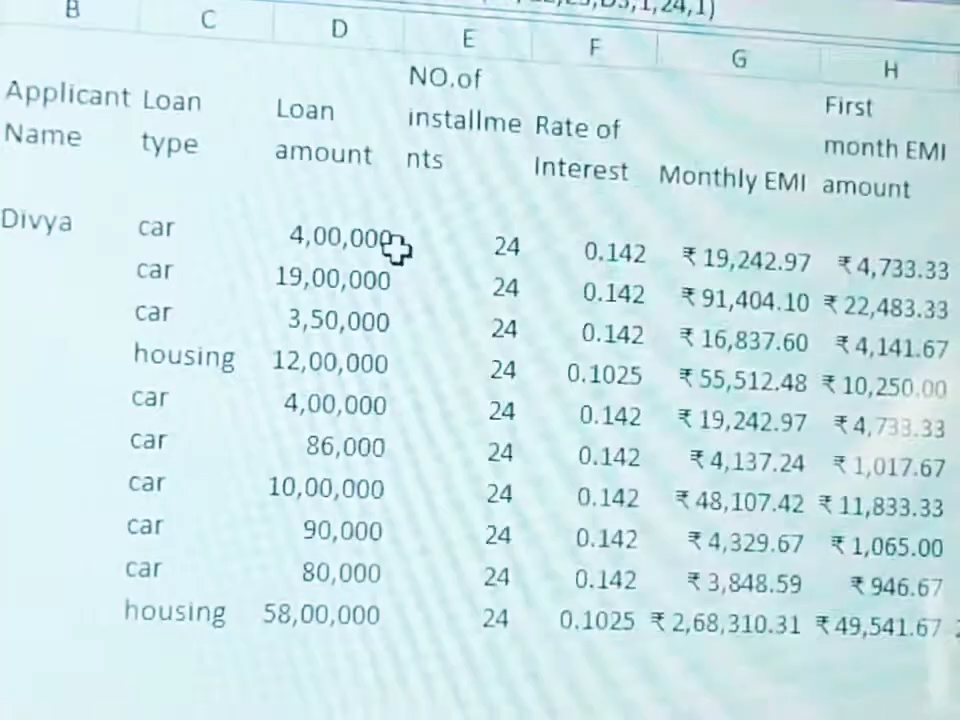 ,1,24,1)
B C D E F G H
Applicant Name Loan type Loan amount NO.of installme nts Rate of Interest Monthly EMI First month EMI amount
Divya car 4,00,000 24 0.142 ₹ 19,242.97 ₹ 4,733.33
car 19,00,000 24 0.142 ₹ 91,404.10 ₹ 22,483.33
car 3,50,000 24 0.142 ₹ 16,837.60 ₹ 4,141.67
housing 12,00,000 24 0.1025 ₹ 55,512.48 ₹ 10,250.00
car 4,00,000 24 0.142 ₹ 19,242.97 ₹ 4,733.33
car 86,000 24 0.142 ₹ 4,137.24 ₹ 1,017.67
car 10,00,000 24 0.142 ₹ 48,107.42 ₹ 11,833.33
car 90,000 24 0.142 ₹ 4,329.67 ₹ 1,065.00
car 80,000 24 0.142 ₹ 3,848.59 ₹ 946.67
housing 58,00,000 24 0.1025 ₹ 2,68,310.31 ₹ 49,541.67